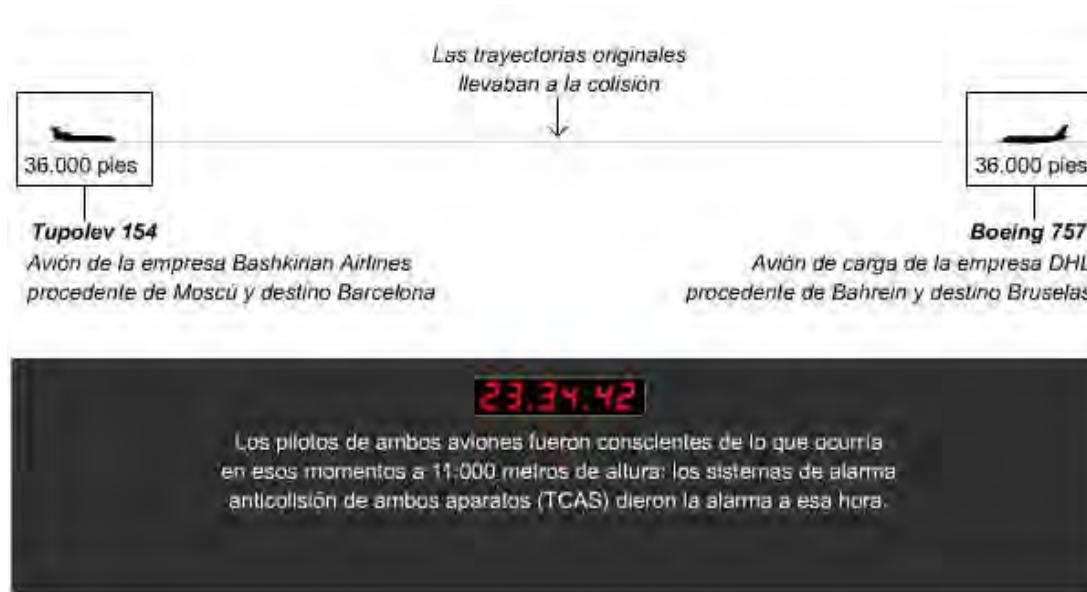 Las trayectorias originales
llevaban a la colisión
36.000 pies
36.000 pies
Tupolev 154
Avión de la empresa Bashkirian Airlines
procedente de Moscú y destino Barcelona
Boeing 757
Avión de carga de la empresa DHL
procedente de Bahrein y destino Bruselas
23.34.42
Los pilotos de ambos aviones fueron conscientes de lo que ocurría
en esos momentos a 11.000 metros de altura: los sistemas de alarma
anticolisión de ambos aparatos (TCAS) dieron la alarma a esa hora.